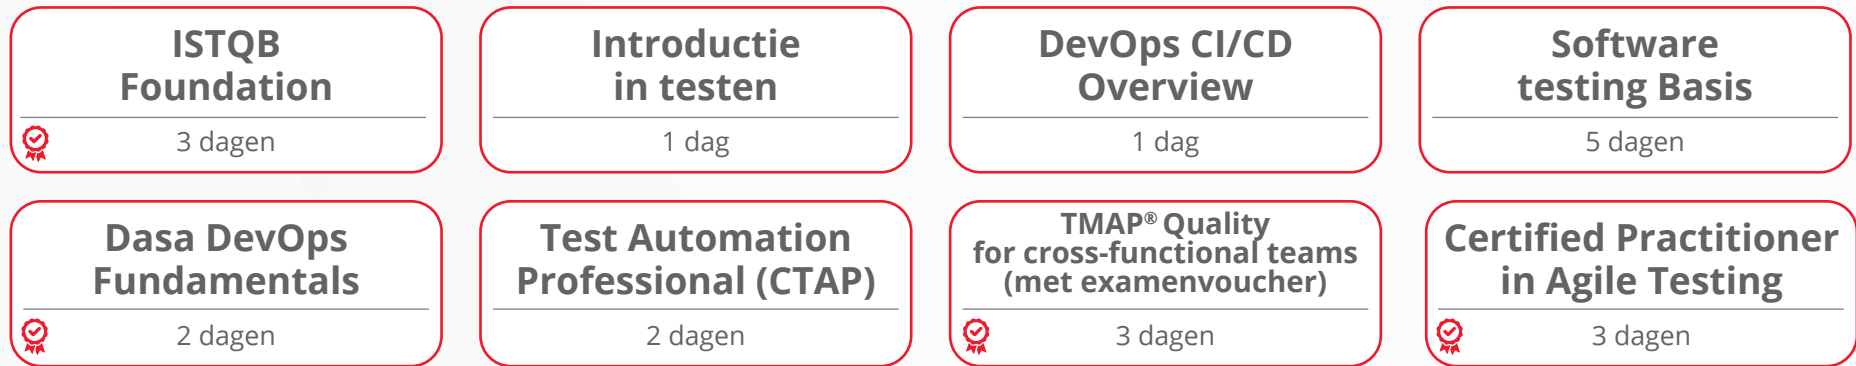 ISTQB
Foundation
3 dagen
Introductie
in testen
1 dag
DevOps CI/CD
Overview
1 dag
Software
testing Basis
5 dagen
Dasa DevOps
Fundamentals
2 dagen
Test Automation
Professional (CTAP)
2 dagen
TMAP® Quality
for cross-functional teams
(met examenvoucher)
3 dagen
Certified Practitioner
in Agile Testing
3 dagen